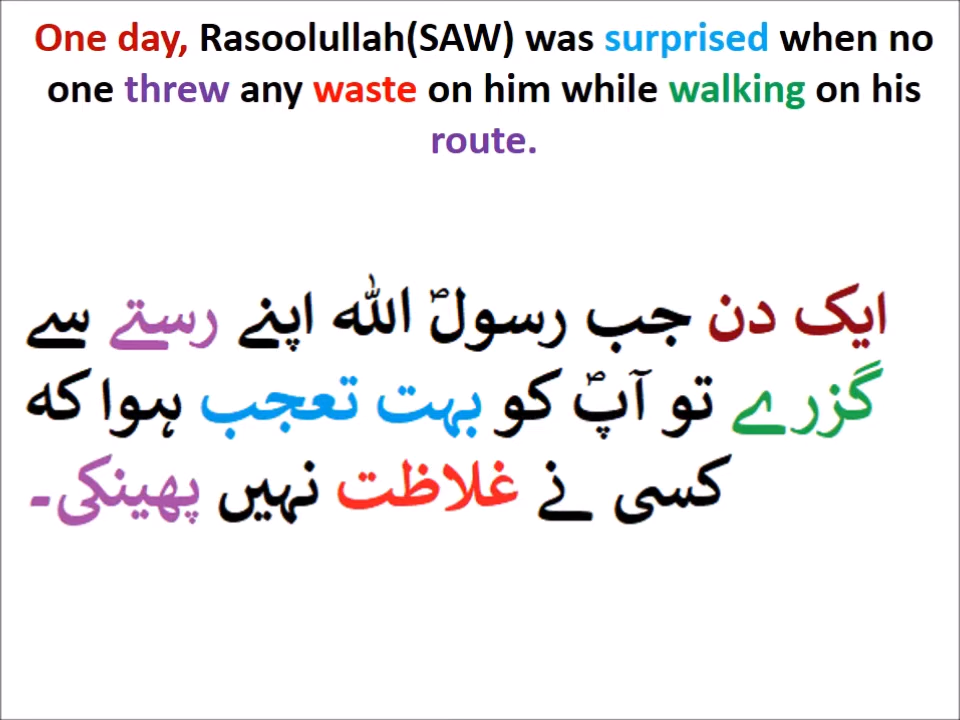 One day, Rasoolullah(SAW) was surprised when no
one threw any waste on him while walking on his
route.
ایک دن جب رسولؐ اللہ اپنے رستے سے
گزرے تو آپؐ کو بہت تعجب ہوا کہ
کسی نے غلاظت نہیں پھینکی۔